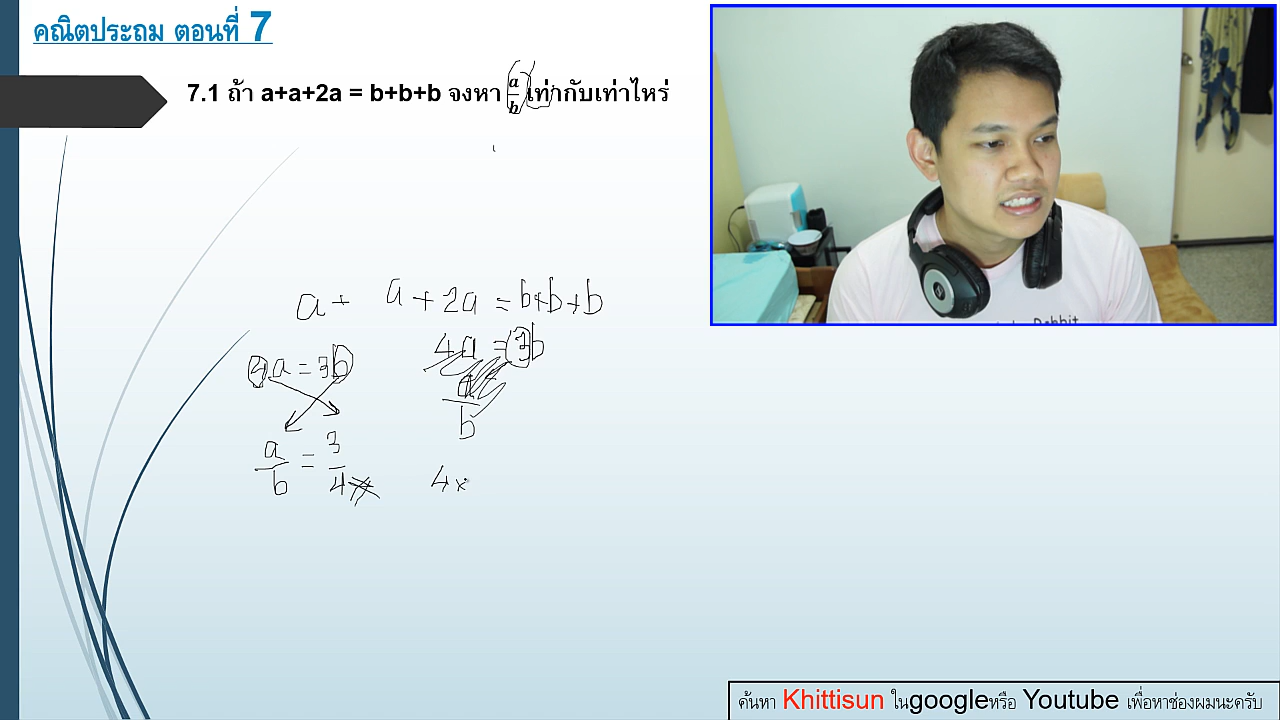 คณิตประถม ตอนที่ 7
7.1 ถ้า a+a+2a = b+b+b จงหา a/b เท่ากับเท่าไหร่
a + a + 2a = b+b+b
4a = 3b
4a = 3b
a/b
a/b = 3/4
4×
ค้นหา Khittisun ในgoogleหรือ Youtube เพื่อหาช่องผมนะครับ